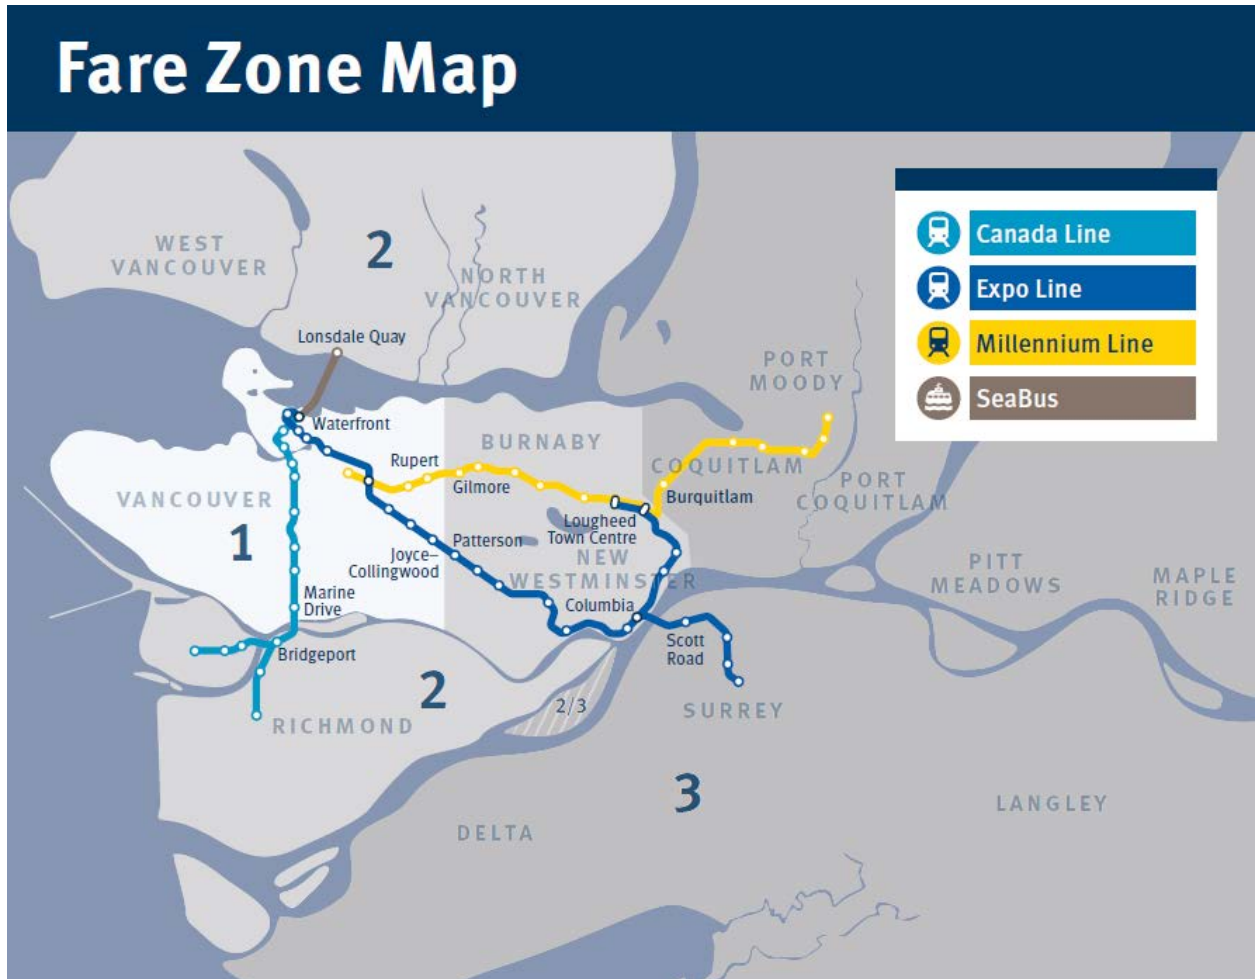 Fare Zone Map
Canada Line
Expo Line
Millennium Line
SeaBus
WEST
VANCOUVER
2
NORTH
VANCOUVER
Lonsdale Quay
PORT
MOODY
Waterfront
BURNABY
Rupert
Gilmore
COQUITLAM
Burquitlam
PORT
COQUITLAM
VANCOUVER
1
Lougheed
Town Centre
Patterson
Joyce–
Collingwood
NEW
WESTMINSTER
PITT
MEADOWS
MAPLE
RIDGE
Marine
Drive
Columbia
Bridgeport
Scott
Road
2
2/3
RICHMOND
SURREY
3
DELTA
LANGLEY